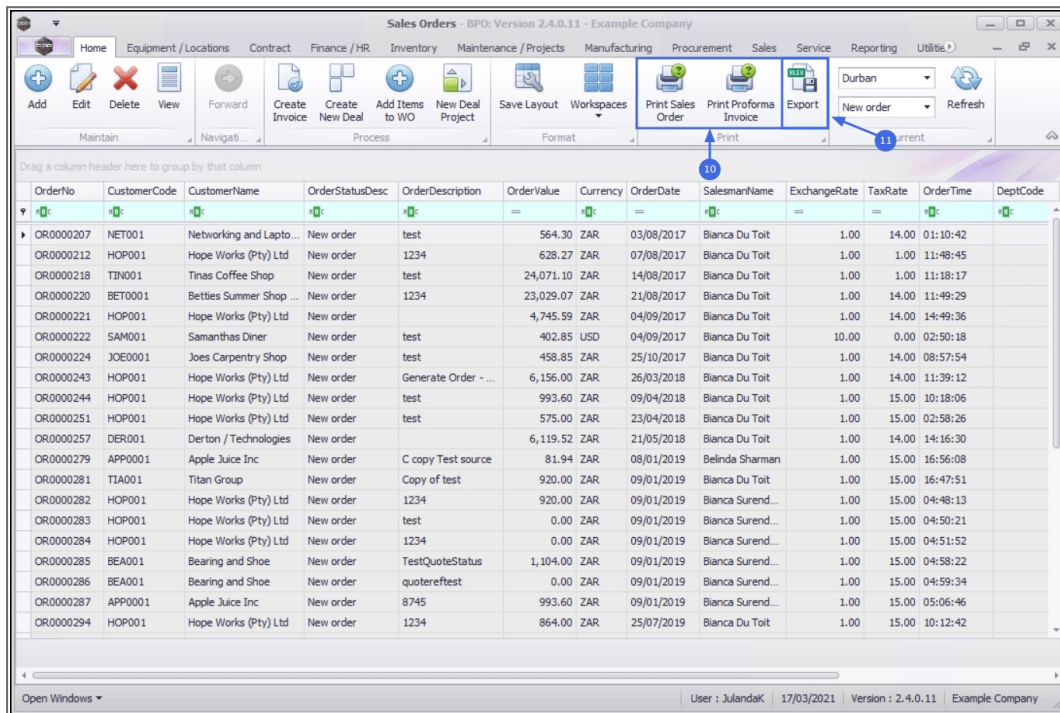 Sales Orders - BPO: Version 2.4.0.11 - Example Company
Home Equipment / Locations Contract Finance / HR Inventory Maintenance / Projects Manufacturing Procurement Sales Service Reporting Utilitie
Add Edit Delete View Forward Create Invoice Create New Deal Add Items to WO New Deal Project Save Layout Workspaces Print Sales Order Print Proforma Invoice Export Durban New order Refresh
Maintain Navigati... Process Format Print
10
11
Drag a column header here to group by that column
OrderNo CustomerCode CustomerName OrderStatusDesc OrderDescription OrderValue Currency OrderDate SalesmanName ExchangeRate TaxRate OrderTime DeptCode
OR0000207 NET001 Networking and Lapto... New order test 564.30 ZAR 03/08/2017 Bianca Du Toit 1.00 14.00 01:10:42
OR0000212 HOP001 Hope Works (Pty) Ltd New order 1234 628.27 ZAR 07/08/2017 Bianca Du Toit 1.00 1.00 11:48:45
OR0000218 TIN001 Tinas Coffee Shop New order test 24,071.10 ZAR 14/08/2017 Bianca Du Toit 1.00 1.00 11:18:17
OR0000220 BET0001 Betties Summer Shop ... New order 1234 23,029.07 ZAR 21/08/2017 Bianca Du Toit 1.00 14.00 11:49:29
OR0000221 HOP001 Hope Works (Pty) Ltd New order 4,745.59 ZAR 04/09/2017 Bianca Du Toit 1.00 14.00 14:49:36
OR0000222 SAM001 Samanthas Diner New order test 402.85 USD 04/09/2017 Bianca Du Toit 10.00 0.00 02:50:18
OR0000224 JOE0001 Joes Carpentry Shop New order test 458.85 ZAR 25/10/2017 Bianca Du Toit 1.00 14.00 08:57:54
OR0000243 HOP001 Hope Works (Pty) Ltd New order Generate Order - ... 6,156.00 ZAR 26/03/2018 Bianca Du Toit 1.00 14.00 11:39:12
OR0000244 HOP001 Hope Works (Pty) Ltd New order test 993.60 ZAR 09/04/2018 Bianca Du Toit 1.00 15.00 10:18:06
OR0000251 HOP001 Hope Works (Pty) Ltd New order test 575.00 ZAR 23/04/2018 Bianca Du Toit 1.00 15.00 02:58:26
OR0000257 DER001 Derton / Technologies New order 6,119.52 ZAR 21/05/2018 Bianca Du Toit 1.00 14.00 14:16:30
OR0000279 APP0001 Apple Juice Inc New order C copy Test source 81.94 ZAR 08/01/2019 Belinda Sharman 1.00 15.00 16:56:08
OR0000281 TIA001 Titan Group New order Copy of test 920.00 ZAR 09/01/2019 Bianca Du Toit 1.00 15.00 16:47:51
OR0000282 HOP001 Hope Works (Pty) Ltd New order 1234 920.00 ZAR 09/01/2019 Bianca Surend... 1.00 15.00 04:48:13
OR0000283 HOP001 Hope Works (Pty) Ltd New order test 0.00 ZAR 09/01/2019 Bianca Surend... 1.00 15.00 04:50:21
OR0000284 HOP001 Hope Works (Pty) Ltd New order 1234 0.00 ZAR 09/01/2019 Bianca Surend... 1.00 15.00 04:51:52
OR0000285 BEA001 Bearing and Shoe New order TestQuoteStatus 1,104.00 ZAR 09/01/2019 Bianca Surend... 1.00 15.00 04:58:22
OR0000286 BEA001 Bearing and Shoe New order quotereftest 0.00 ZAR 09/01/2019 Bianca Surend... 1.00 15.00 04:59:34
OR0000287 APP0001 Apple Juice Inc New order 8745 993.60 ZAR 09/01/2019 Bianca Surend... 1.00 15.00 05:06:46
OR0000294 HOP001 Hope Works (Pty) Ltd New order 1234 864.00 ZAR 25/07/2019 Bianca Du Toit 1.00 15.00 10:12:42
Open Windows User : JulandaK 17/03/2021 Version : 2.4.0.11 Example Company